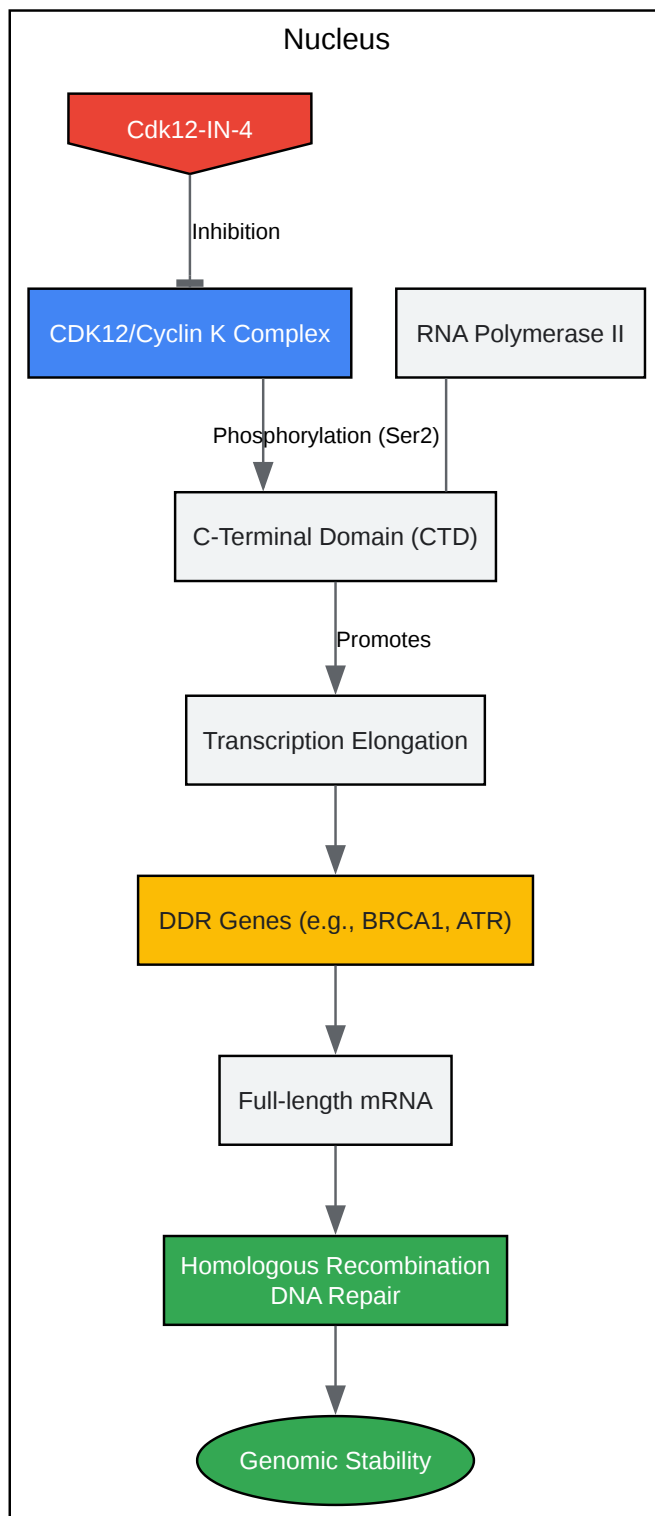 Nucleus
Cdk12-IN-4
Inhibition
CDK12/Cyclin K Complex
RNA Polymerase II
Phosphorylation (Ser2)
C-Terminal Domain (CTD)
Promotes
Transcription Elongation
DDR Genes (e.g., BRCA1, ATR)
Full-length mRNA
Homologous Recombination
DNA Repair
Genomic Stability